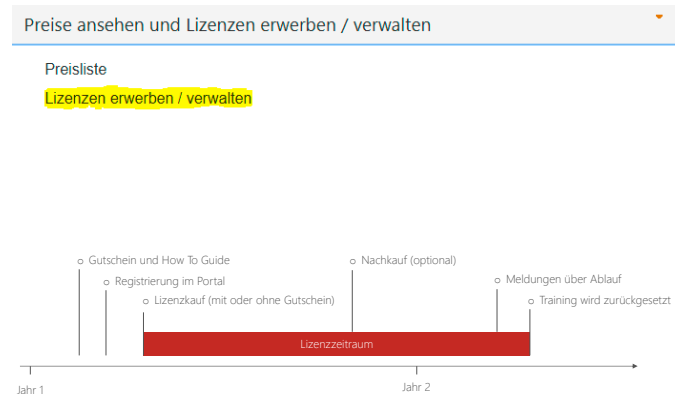 Preise ansehen und Lizenzen erwerben / verwalten
Preisliste
Lizenzen erwerben / verwalten
Gutschein und How To Guide
Nachkauf (optional)
Registrierung im Portal
Meldungen über Ablauf
Lizenzkauf (mit oder ohne Gutschein)
Training wird zurückgesetzt
Lizenzzeitraum
Jahr 1
Jahr 2